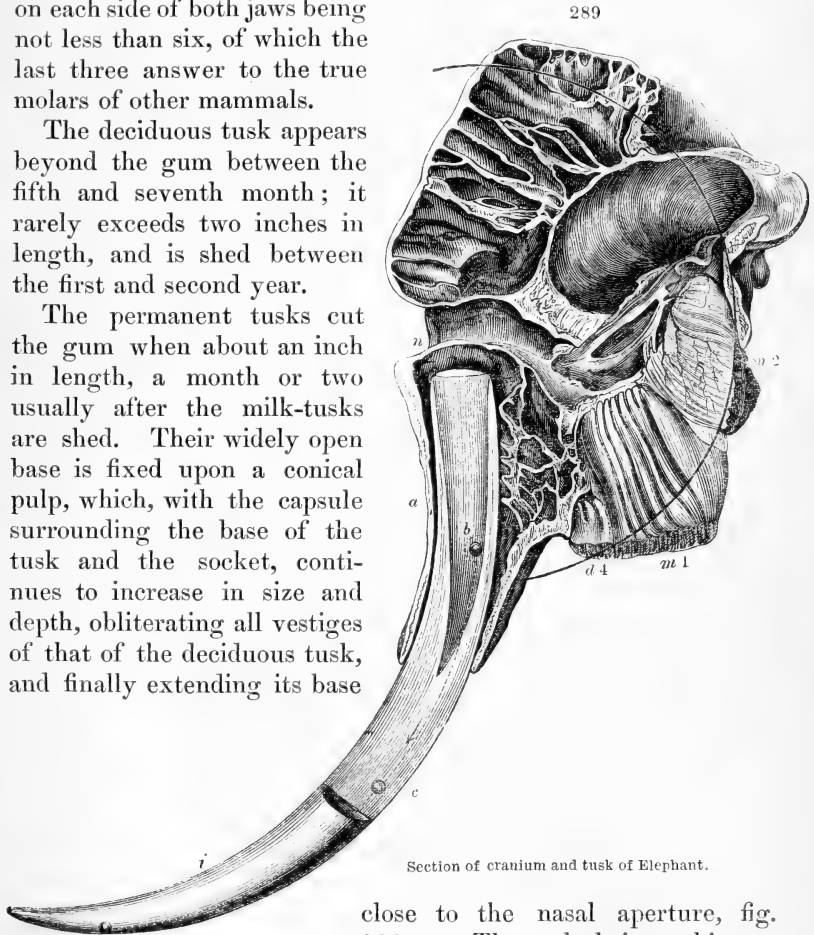 on each side of both jaws being
not less than six, of which the
last three answer to the true
molars of other mammals.
The deciduous tusk appears
beyond the gum between the
fifth and seventh month; it
rarely exceeds two inches in
length, and is shed between
the first and second year.
The permanent tusks cut
the gum when about an inch
in length, a month or two
usually after the milk-tusks
are shed. Their widely open
base is fixed upon a conical
pulp, which, with the capsule
surrounding the base of the
tusk and the socket, conti-
nues to increase in size and
depth, obliterating all vestiges
of that of the deciduous tusk,
and finally extending its base
289
n
m 2
a
b
d 4
m 1
c
i
Section of cranium and tusk of Elephant.
close to the nasal aperture, fig.